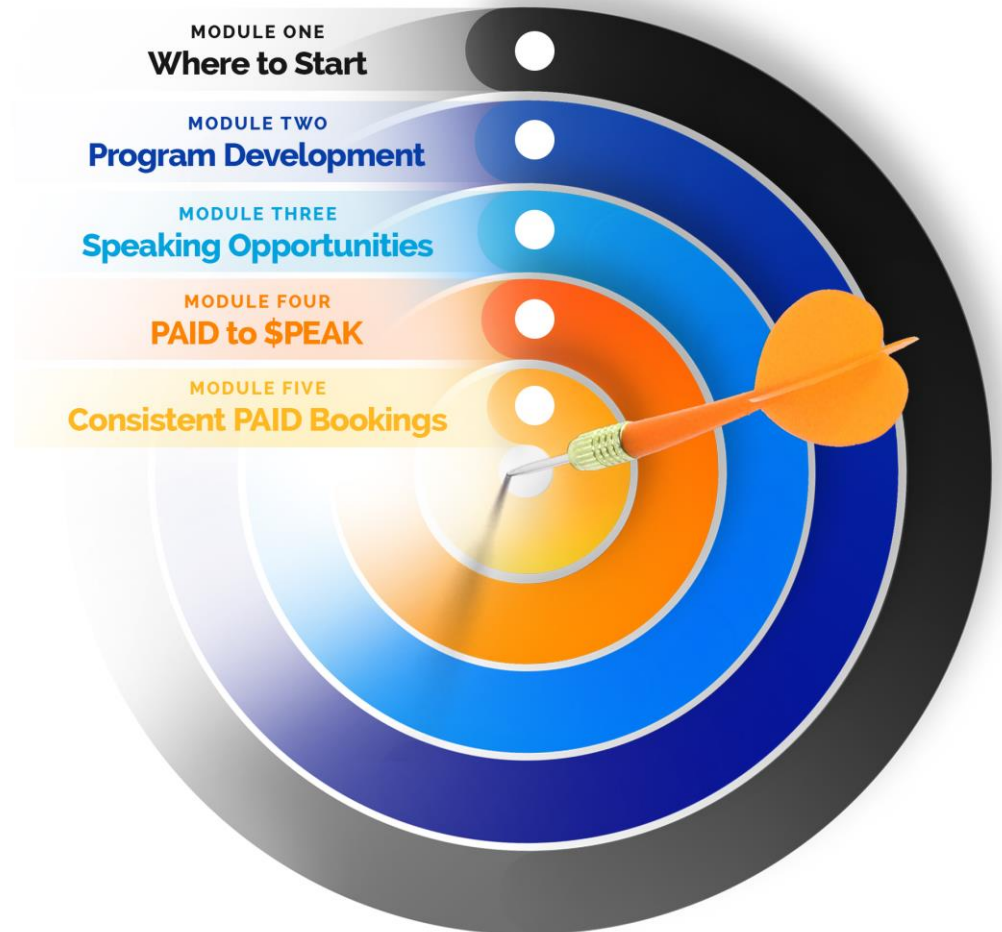 MODULE ONE
Where to Start
MODULE TWO
Program Development
MODULE THREE
Speaking Opportunities
MODULE FOUR
PAID to $PEAK
MODULE FIVE
Consistent PAID Bookings